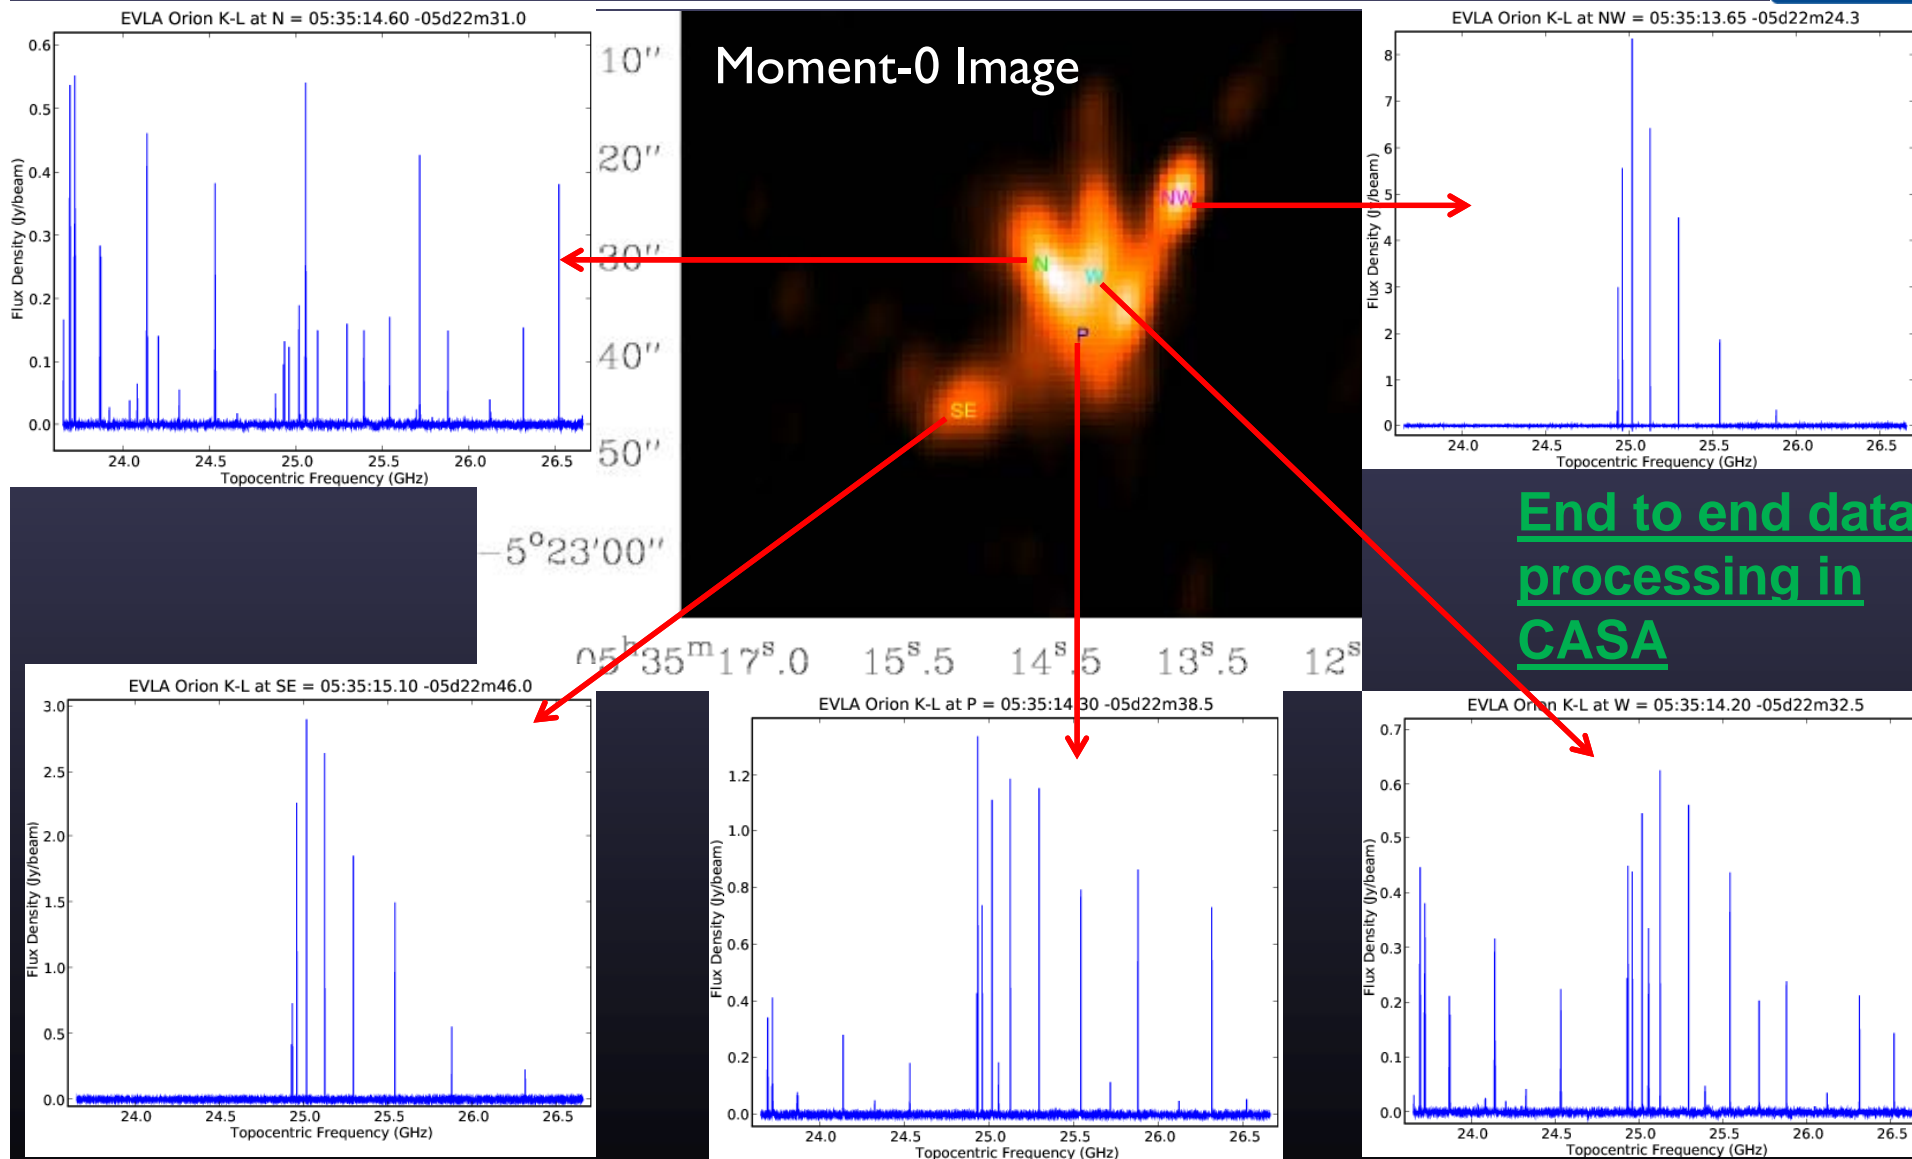 EVLA Orion K-L at N = 05:35:14.60 -05d22m31.0
0.6
0.5
0.4
0.3
0.2
0.1
0.0
Flux Density (Jy/beam)
24.0 24.5 25.0 25.5 26.0 26.5
Topocentric Frequency (GHz)
Moment-0 Image
10"
20"
30"
40"
50"
−5°23'00"
N
W
NW
P
SE
05h35m17s.0 15s.5 14s.5 13s.5 12s
EVLA Orion K-L at NW = 05:35:13.65 -05d22m24.3
8
7
6
5
4
3
2
1
0
Flux Density (Jy/beam)
24.0 24.5 25.0 25.5 26.0 26.5
Topocentric Frequency (GHz)
End to end data
processing in
CASA
EVLA Orion K-L at SE = 05:35:15.10 -05d22m46.0
3.0
2.5
2.0
1.5
1.0
0.5
0.0
Flux Density (Jy/beam)
24.0 24.5 25.0 25.5 26.0 26.5
Topocentric Frequency (GHz)
EVLA Orion K-L at P = 05:35:14.30 -05d22m38.5
1.2
1.0
0.8
0.6
0.4
0.2
0.0
Flux Density (Jy/beam)
24.0 24.5 25.0 25.5 26.0 26.5
Topocentric Frequency (GHz)
EVLA Orion K-L at W = 05:35:14.20 -05d22m32.5
0.7
0.6
0.5
0.4
0.3
0.2
0.1
0.0
Flux Density (Jy/beam)
24.0 24.5 25.0 25.5 26.0 26.5
Topocentric Frequency (GHz)